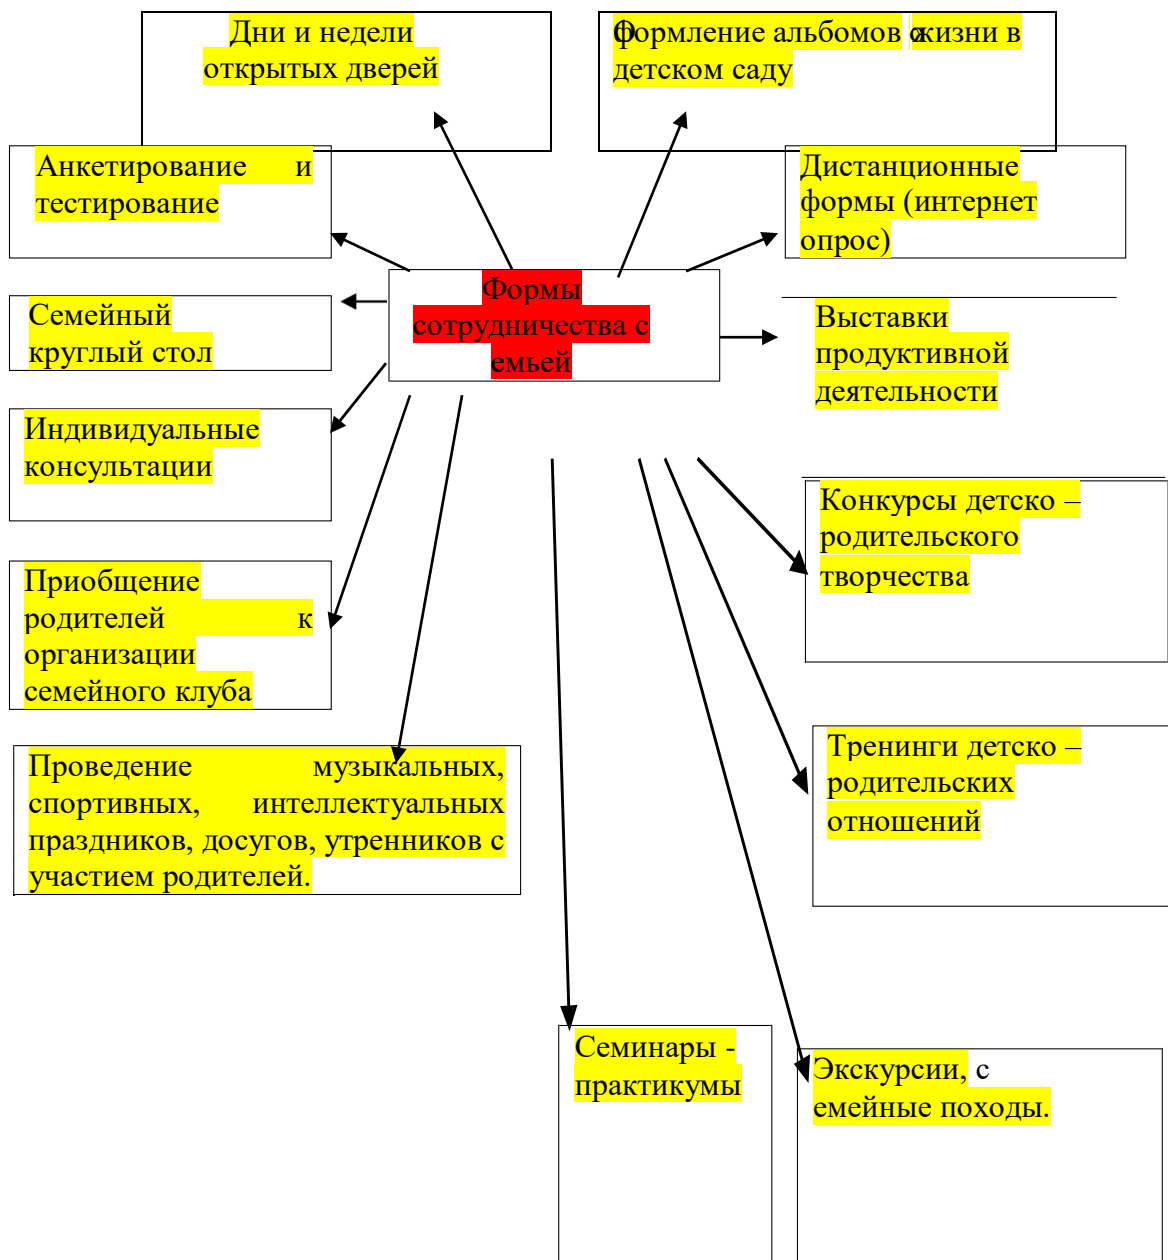 Дни и недели
открытых дверей
Оформление альбомов о жизни в
детском саду
Анкетирование и
тестирование
Дистанционные
формы (интернет
опрос)
Формы
сотрудничества с
емьей
Семейный
круглый стол
Выставки
продуктивной
деятельности
Индивидуальные
консультации
Конкурсы детско –
родительского
творчества
Приобщение
родителей к
организации
семейного клуба
Тренинги детско –
родительских
отношений
Проведение музыкальных,
спортивных, интеллектуальных
праздников, досугов, утренников с
участием родителей.
Семинары -
практикумы
Экскурсии, с
емейные походы.